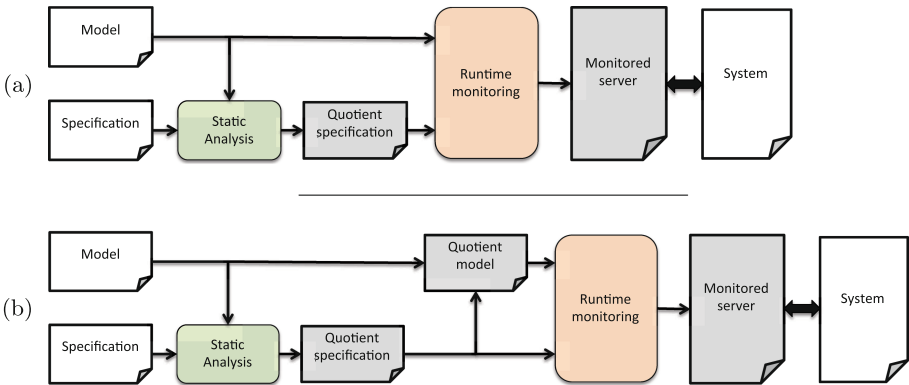 (a)
Model
Specification
Static
Analysis
Quotient
specification
Runtime
monitoring
Monitored
server
System
(b)
Model
Specification
Static
Analysis
Quotient
specification
Quotient
model
Runtime
monitoring
Monitored
server
System